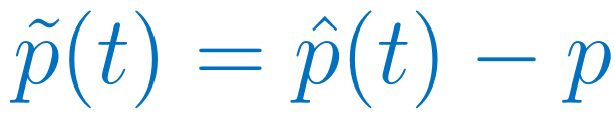 p̃(t) = p̂(t) − p